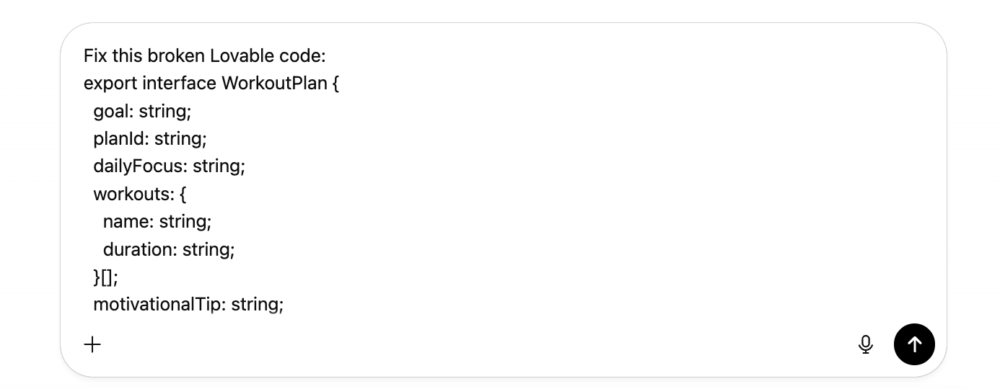 Fix this broken Lovable code:
export interface WorkoutPlan {
  goal: string;
  planId: string;
  dailyFocus: string;
  workouts: {
    name: string;
    duration: string;
  }[];
  motivationalTip: string;